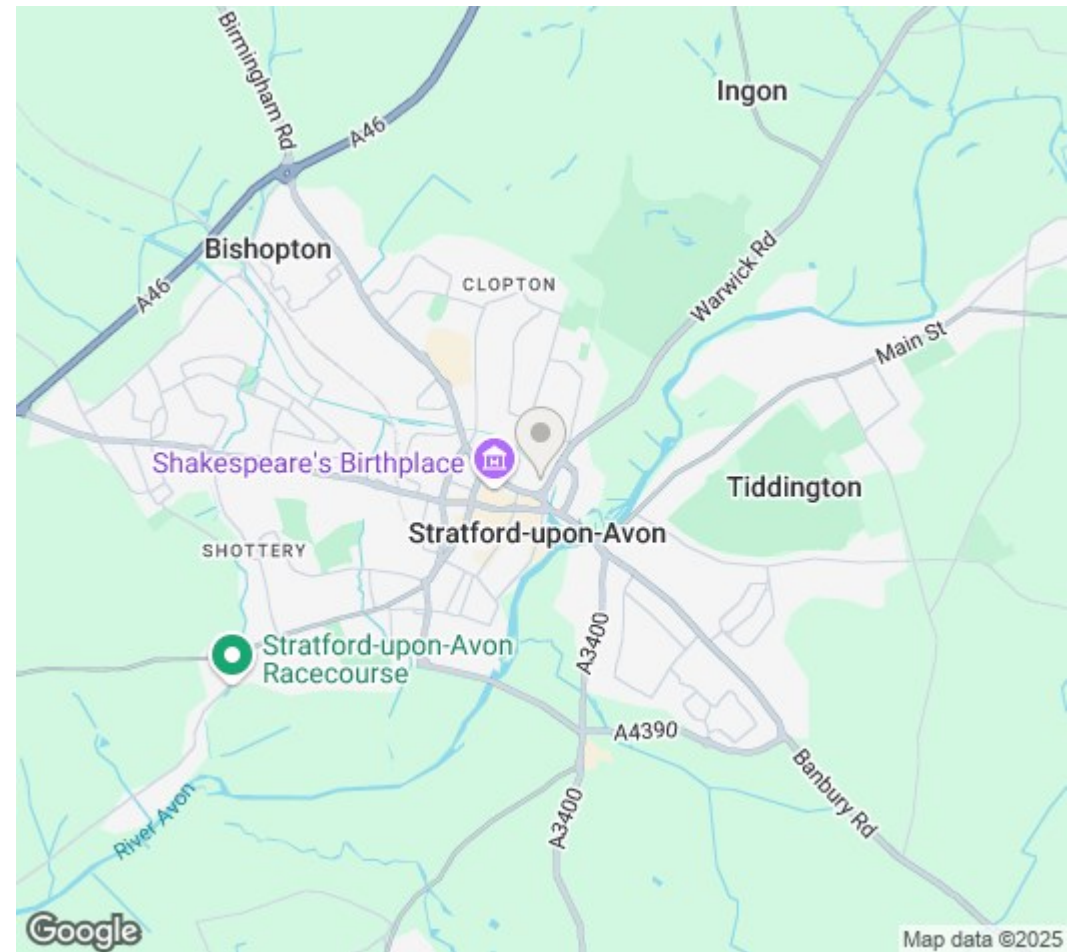 Birmingham Rd
A46
Ingon
Bishopton
CLOPTON
Warwick Rd
A46
Main St
Shakespeare's Birthplace
H
Tiddington
Stratford-upon-Avon
SHOTTERY
Stratford-upon-Avon
Racecourse
A3400
A4390
Banbury Rd
A3400
River Avon
Google
Map data ©2025